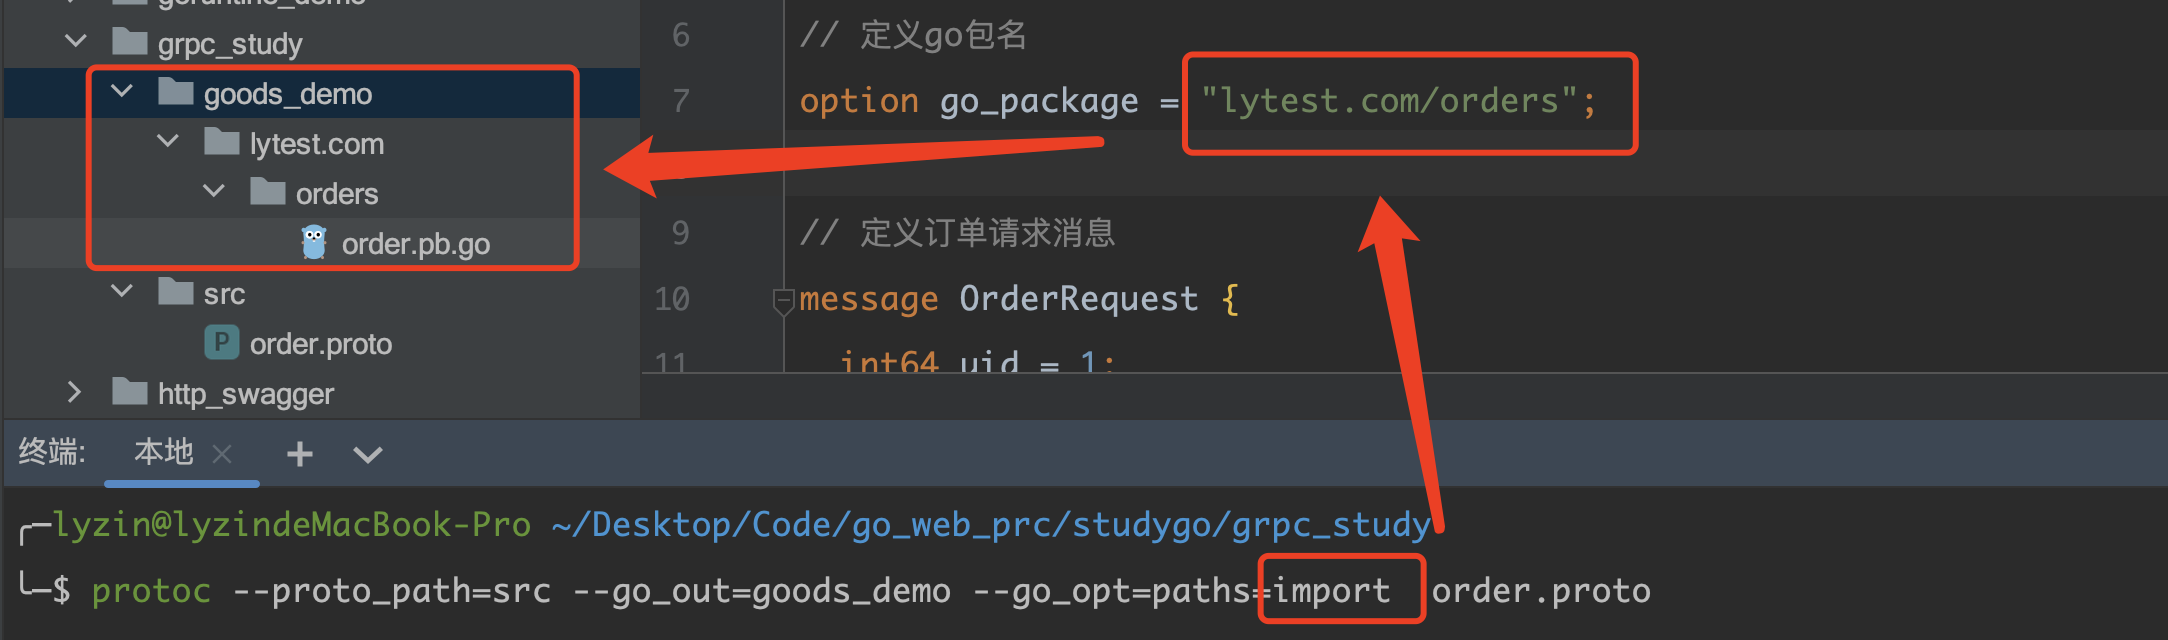 grpc_study
goods_demo
lytest.com
orders
order.pb.go
src
order.proto
http_swagger
6 // 定义go包名
7 option go_package = "lytest.com/orders";
9 // 定义订单请求消息
10 message OrderRequest {
11 int64 uid = 1;
终端: 本地
╭─lyzin@lyzindeMacBook-Pro ~/Desktop/Code/go_web_prc/studygo/grpc_study
╰─$ protoc --proto_path=src --go_out=goods_demo --go_opt=paths=import order.proto